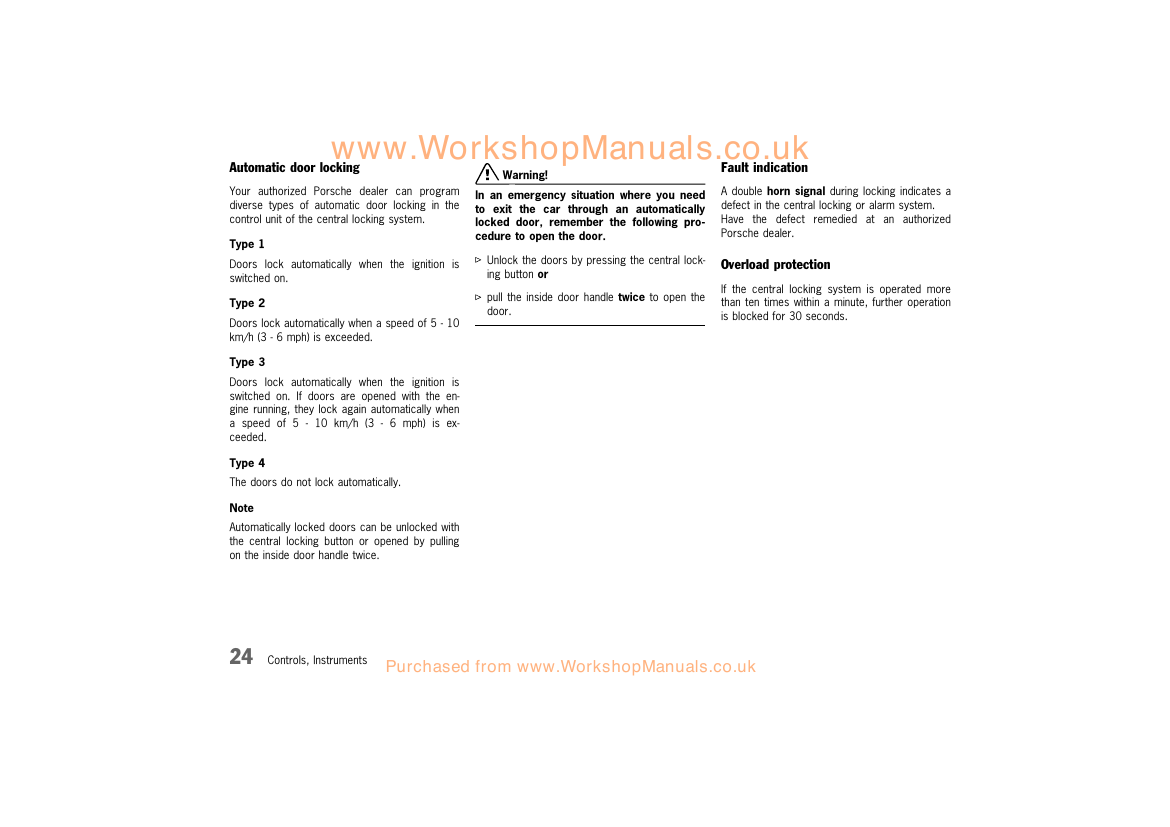 www.WorkshopManuals.co.uk
Automatic door locking
Your authorized Porsche dealer can program
diverse types of automatic door locking in the
control unit of the central locking system.
Type 1
Doors lock automatically when the ignition is
switched on.
Type 2
Doors lock automatically when a speed of 5 - 10
km/h (3 - 6 mph) is exceeded.
Type 3
Doors lock automatically when the ignition is
switched on. If doors are opened with the en-
gine running, they lock again automatically when
a speed of 5 - 10 km/h (3 - 6 mph) is ex-
ceeded.
Type 4
The doors do not lock automatically.
Note
Automatically locked doors can be unlocked with
the central locking button or opened by pulling
on the inside door handle twice.
Warning!
In an emergency situation where you need
to exit the car through an automatically
locked door, remember the following pro-
cedure to open the door.
Unlock the doors by pressing the central lock-
ing button or
pull the inside door handle twice to open the
door.
Fault indication
A double horn signal during locking indicates a
defect in the central locking or alarm system.
Have the defect remedied at an authorized
Porsche dealer.
Overload protection
If the central locking system is operated more
than ten times within a minute, further operation
is blocked for 30 seconds.
24 Controls, Instruments
Purchased from www.WorkshopManuals.co.uk